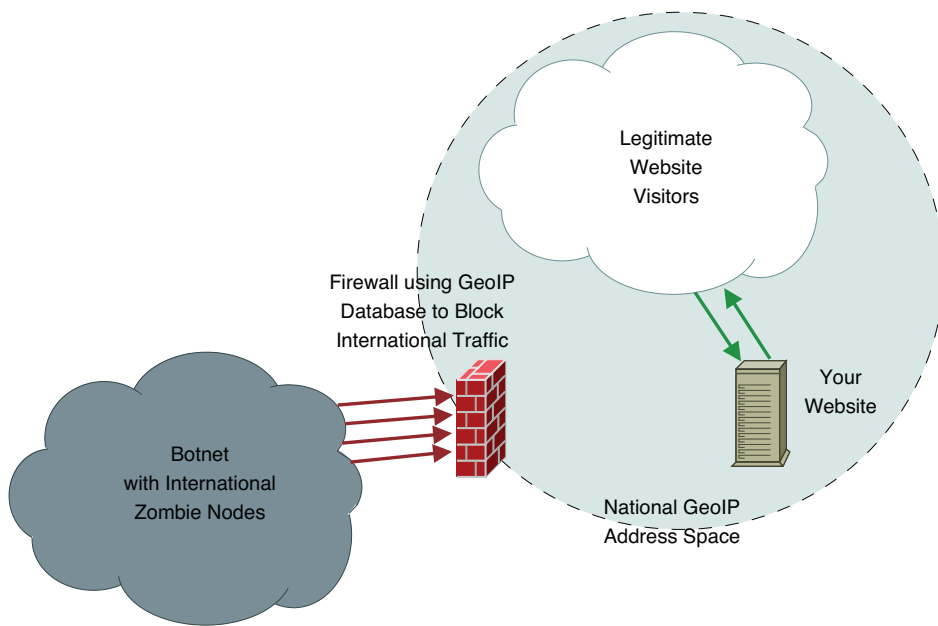 Legitimate
Website
Visitors
Firewall using GeoIP
Database to Block
International Traffic
Your
Website
Botnet
with International
Zombie Nodes
National GeoIP
Address Space